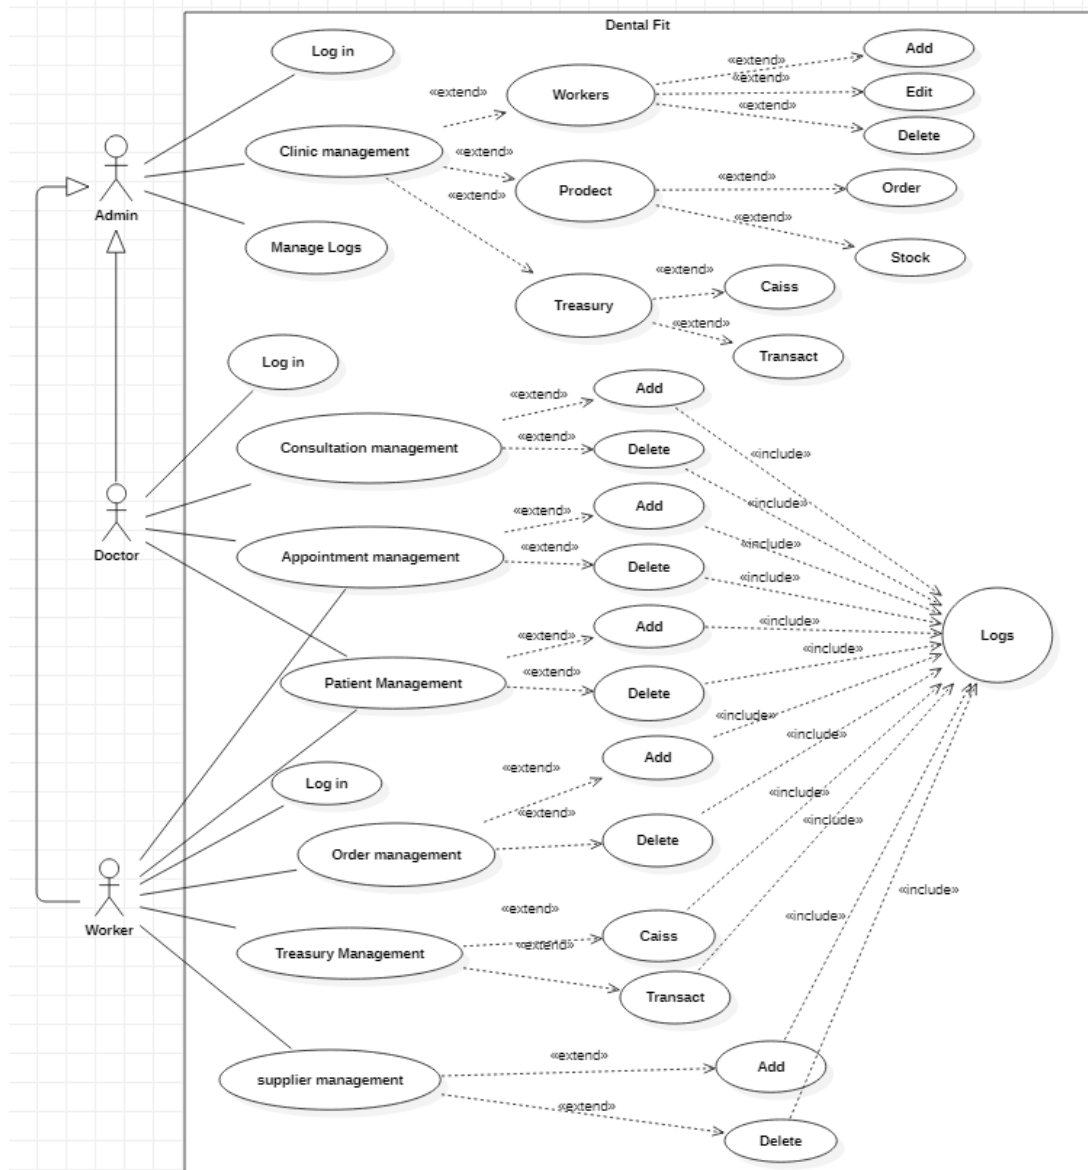 Dental Fit
Log in
Add
«extend»
Workers
«extend»
Edit
«extend»
«extend»
Delete
Clinic management
«extend»
Admin
«extend»
Prodect
«extend»
Order
«extend»
Manage Logs
Stock
«extend»
Treasury
Caiss
«extend»
Transact
Log in
«extend»
Add
Consultation management
«extend»
Delete
«include»
«extend»
Add
«include»
Doctor
Appointment management
«extend»
Delete
«include»
«include»
«extend»
Add
«include»
Logs
Patient Management
«extend»
Delete
«include»
«include»
Log in
«extend»
Add
«include»
Order management
«extend»
Delete
«include»
«include»
Worker
«extend»
Caiss
«include»
Treasury Management
«extend»
Transact
«include»
supplier management
«extend»
Add
«extend»
Delete